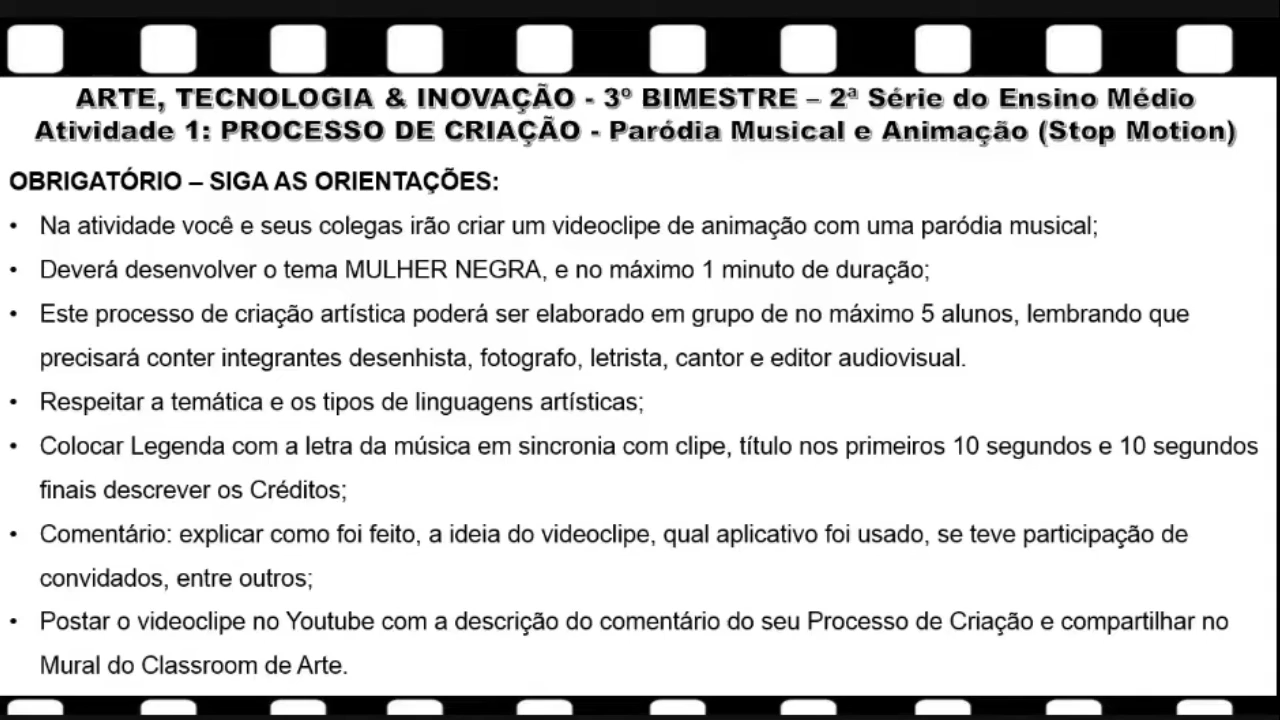 ARTE, TECNOLOGIA & INOVAÇÃO - 3º BIMESTRE – 2ª Série do Ensino Médio
Atividade 1: PROCESSO DE CRIAÇÃO - Paródia Musical e Animação (Stop Motion)
OBRIGATÓRIO – SIGA AS ORIENTAÇÕES:
• Na atividade você e seus colegas irão criar um videoclipe de animação com uma paródia musical;
• Deverá desenvolver o tema MULHER NEGRA, e no máximo 1 minuto de duração;
• Este processo de criação artística poderá ser elaborado em grupo de no máximo 5 alunos, lembrando que
precisará conter integrantes desenhista, fotografo, letrista, cantor e editor audiovisual.
• Respeitar a temática e os tipos de linguagens artísticas;
• Colocar Legenda com a letra da música em sincronia com clipe, título nos primeiros 10 segundos e 10 segundos
finais descrever os Créditos;
• Comentário: explicar como foi feito, a ideia do videoclipe, qual aplicativo foi usado, se teve participação de
convidados, entre outros;
• Postar o videoclipe no Youtube com a descrição do comentário do seu Processo de Criação e compartilhar no
Mural do Classroom de Arte.